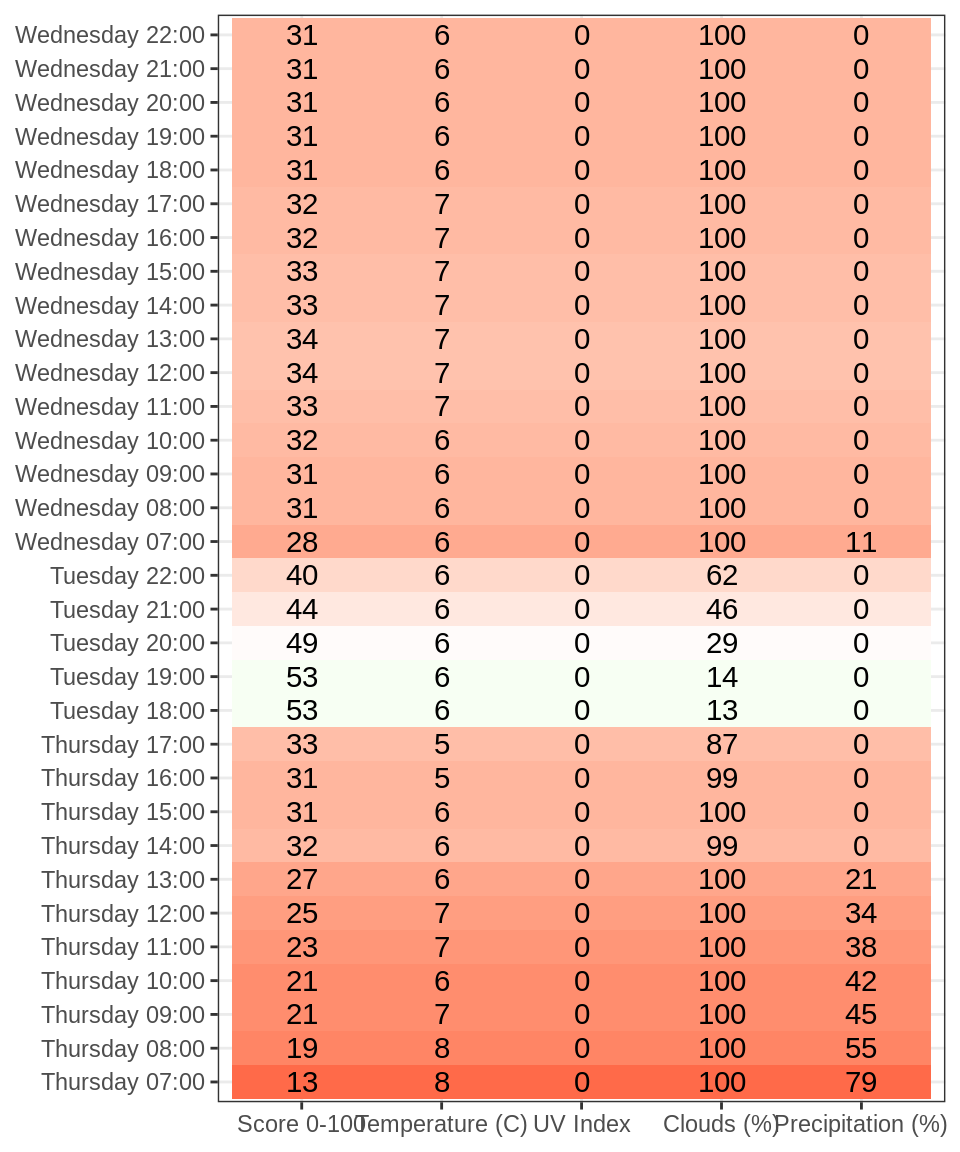 Wednesday 22:00 31 6 0 100 0
Wednesday 21:00 31 6 0 100 0
Wednesday 20:00 31 6 0 100 0
Wednesday 19:00 31 6 0 100 0
Wednesday 18:00 31 6 0 100 0
Wednesday 17:00 32 7 0 100 0
Wednesday 16:00 32 7 0 100 0
Wednesday 15:00 33 7 0 100 0
Wednesday 14:00 33 7 0 100 0
Wednesday 13:00 34 7 0 100 0
Wednesday 12:00 34 7 0 100 0
Wednesday 11:00 33 7 0 100 0
Wednesday 10:00 32 6 0 100 0
Wednesday 09:00 31 6 0 100 0
Wednesday 08:00 31 6 0 100 0
Wednesday 07:00 28 6 0 100 11
Tuesday 22:00 40 6 0 62 0
Tuesday 21:00 44 6 0 46 0
Tuesday 20:00 49 6 0 29 0
Tuesday 19:00 53 6 0 14 0
Tuesday 18:00 53 6 0 13 0
Thursday 17:00 33 5 0 87 0
Thursday 16:00 31 5 0 99 0
Thursday 15:00 31 6 0 100 0
Thursday 14:00 32 6 0 99 0
Thursday 13:00 27 6 0 100 21
Thursday 12:00 25 7 0 100 34
Thursday 11:00 23 7 0 100 38
Thursday 10:00 21 6 0 100 42
Thursday 09:00 21 7 0 100 45
Thursday 08:00 19 8 0 100 55
Thursday 07:00 13 8 0 100 79
Score 0-100 Temperature (C) UV Index Clouds (%) Precipitation (%)